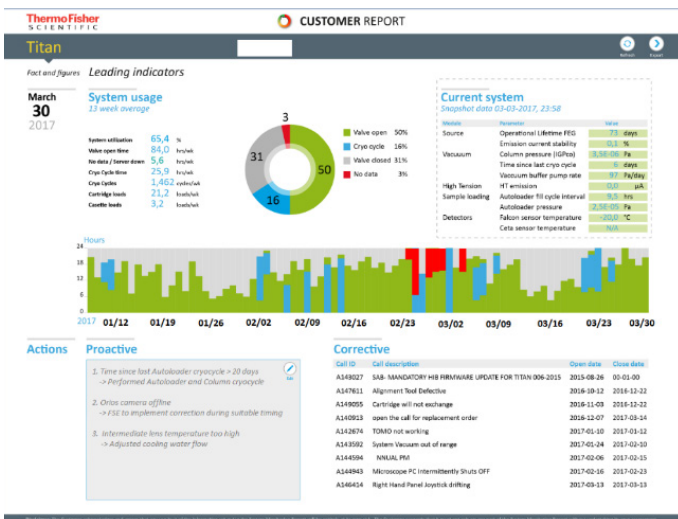 ThermoFisher
SCIENTIFIC
CUSTOMER REPORT
Titan
Refresh
Export
Fact and figures
Leading indicators
March
30
2017
System usage
13 week average
System utilization 65,4 %
Valve open time 84,0 hrs/wk
No data / Server down 5,6 hrs/wk
Cryo Cycle time 25,9 hrs/wk
Cryo Cycles 1,462 cycles/wk
Cartridge loads 21,2 loads/wk
Casette loads 3,2 loads/wk
3
31
50
16
Valve open 50%
Cryo cycle 16%
Valve closed 31%
No data 3%
Current system
Snapshot data 03-03-2017, 23:58
Module Parameter Value
Source Operational Lifetime FEG 73 days
Emission current stability 0,1 %
Vacuuum Column pressure (IGPco) 3,5E-06 Pa
Time since last cryo cycle 6 days
Vacuum buffer pump rate 97 Pa/day
High Tension HT emission 0,0 µA
Sample loading Autoloader fill cycle interval 9,5 hrs
Autoloader pressure 2,5E-05 Pa
Detectors Falcon sensor temperature -20,0 °C
Ceta sensor temperature N/A
Hours
24
18
12
6
0
2017 01/12 01/19 01/26 02/02 02/09 02/16 02/23 03/02 03/09 03/16 03/23 03/30
Actions
Proactive
1. Time since last Autoloader cryocycle > 20 days
-> Performed Autoloader and Column cryocycle
2. Orios camera offline
-> FSE to implement correction during suitable timing
3. Intermediate lens temperature too high
-> Adjusted cooling water flow
Corrective
Call ID Call description Open date Close date
A143027 SAB- MANDATORY HIB FIRMWARE UPDATE FOR TITAN 006-2015 2015-08-26 00-01-00
A147611 Alignment Tool Defective 2016-10-12 2016-12-22
A149055 Cartridge will not exchange 2016-11-03 2016-12-22
A140913 open the call for replacement order 2016-12-07 2017-03-14
A142674 TOMO not working 2017-01-10 2017-01-12
A143592 System Vacuum out of range 2017-01-24 2017-02-10
A144594 NNUAL PM 2017-02-06 2017-02-15
A144943 Microscope PC Intermittently Shuts OFF 2017-02-16 2017-02-23
A146414 Right Hand Panel Joystick drifting 2017-03-13 2017-03-13